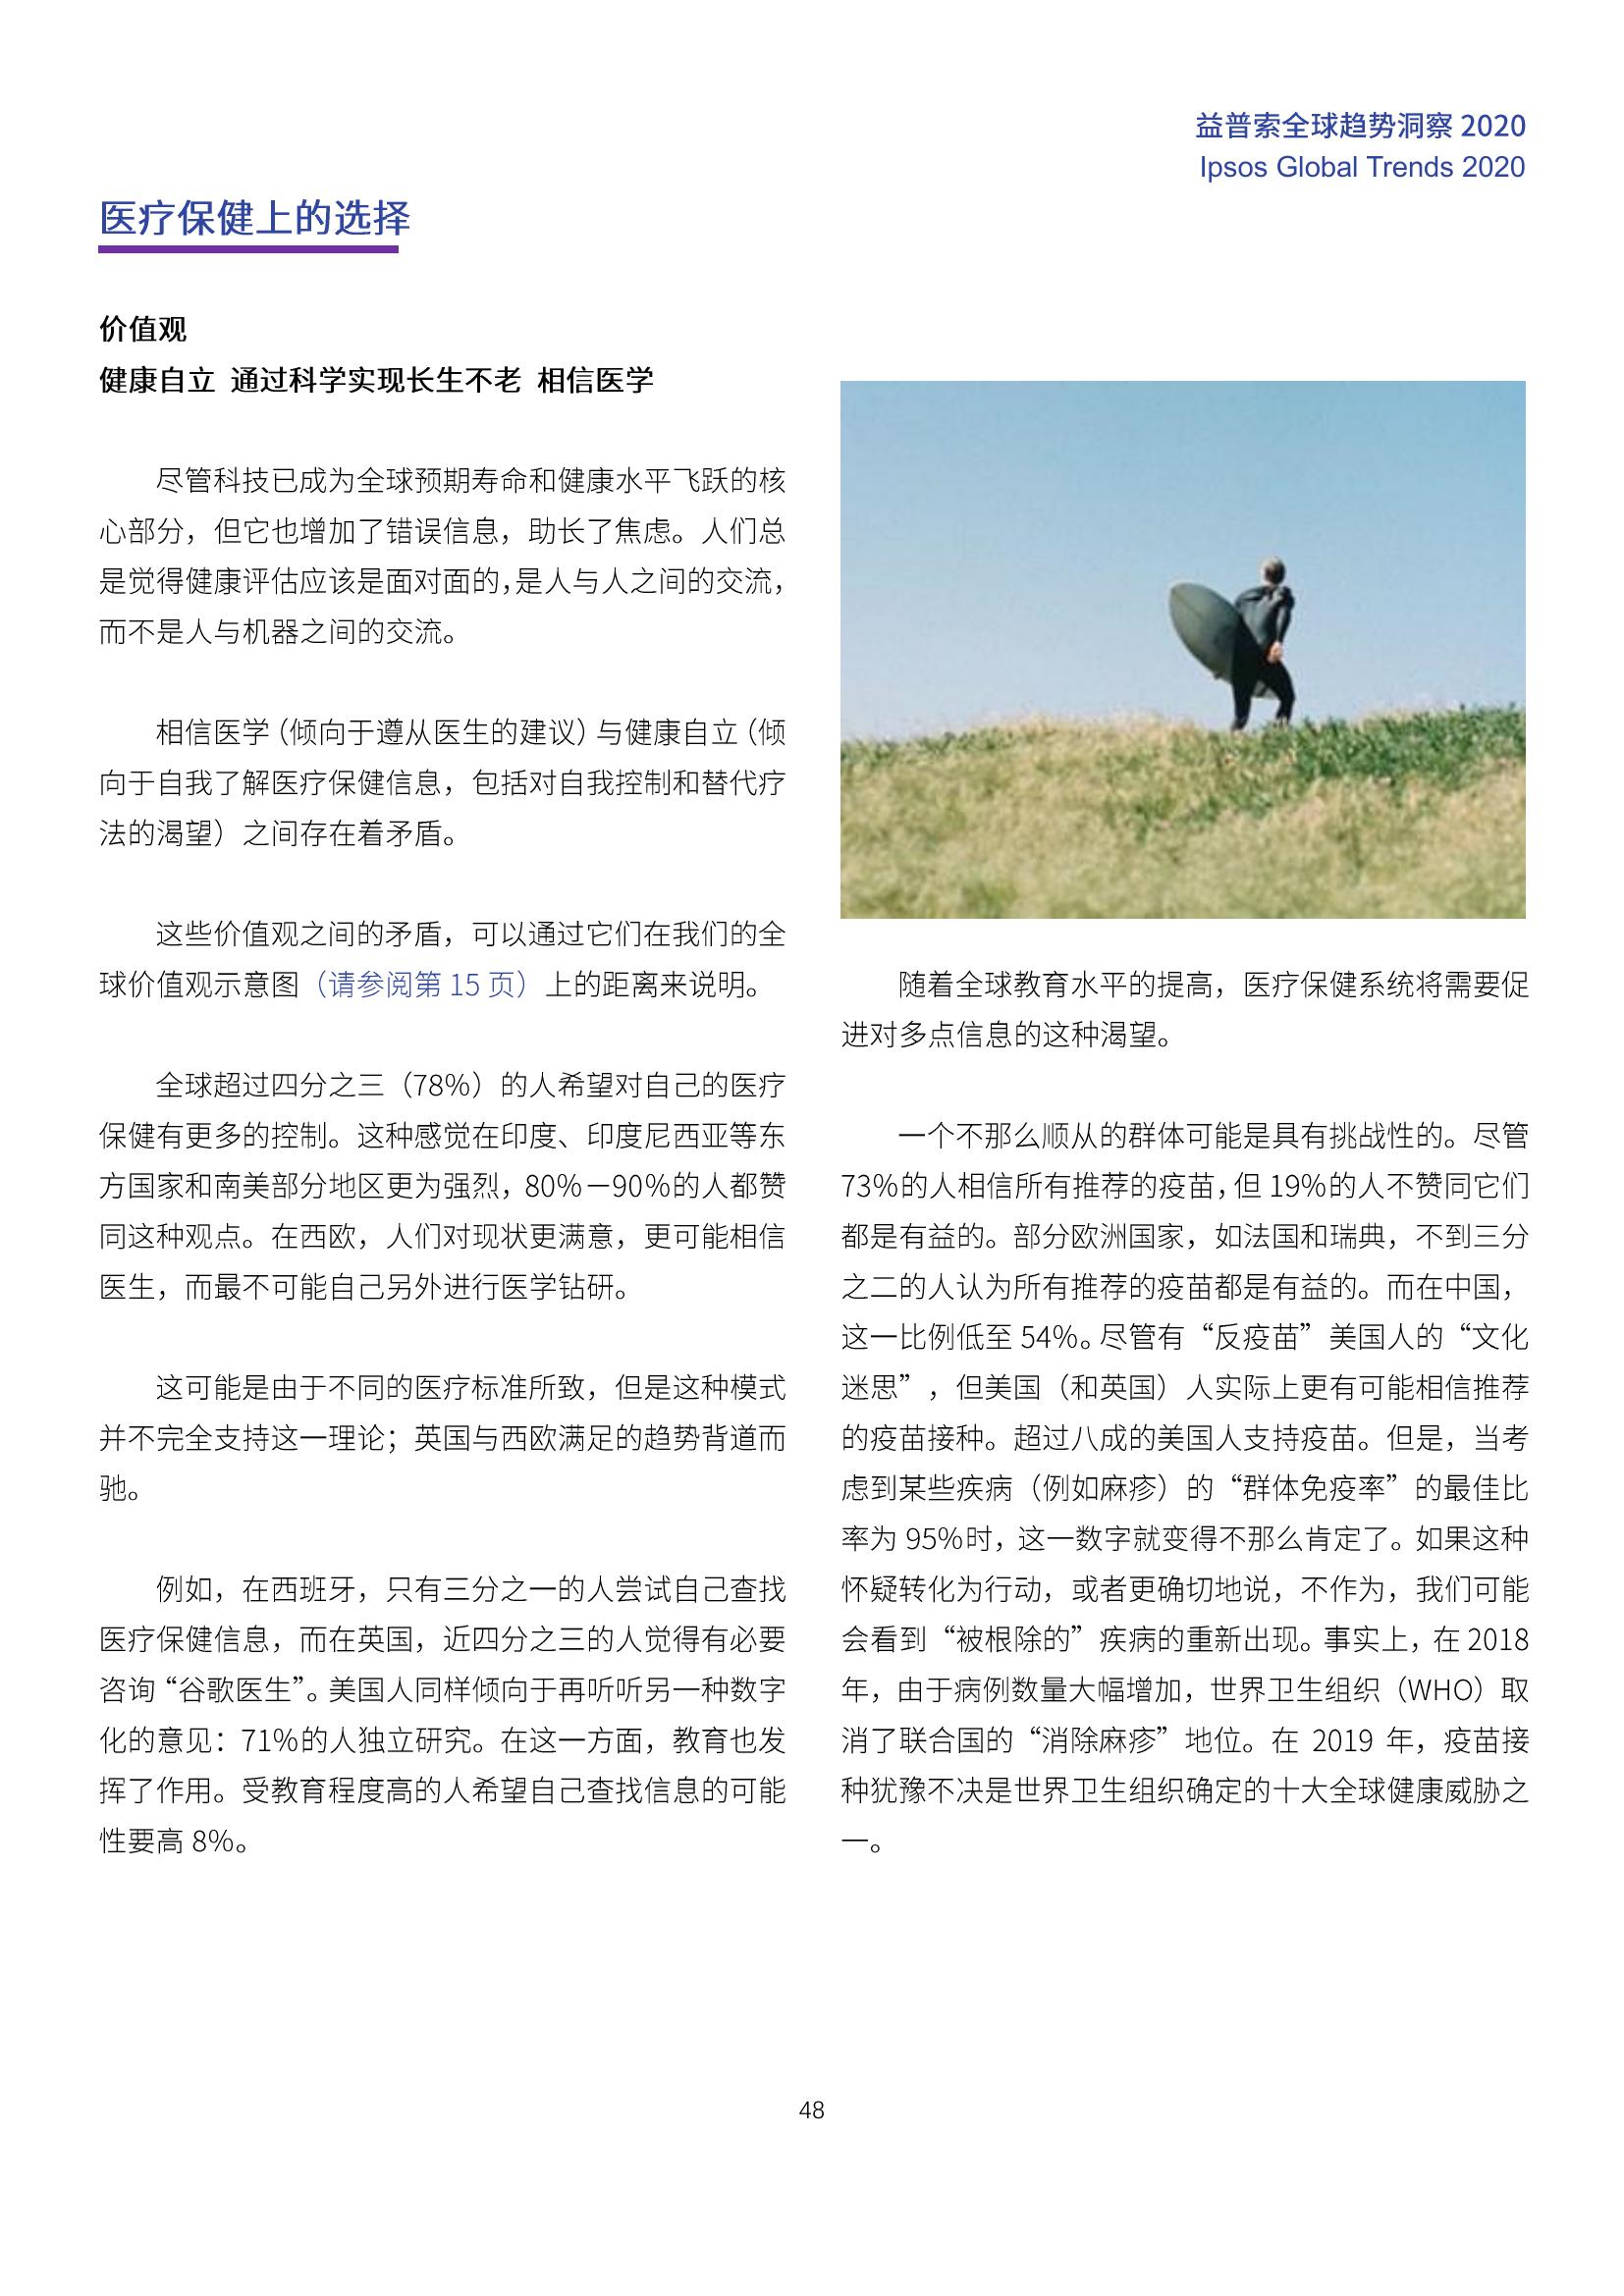 益普索全球趋势洞察 2020
Ipsos Global Trends 2020
医疗保健上的选择
价值观
健康自立 通过科学实现长生不老 相信医学
尽管科技已成为全球预期寿命和健康水平飞跃的核
心部分，但它也增加了错误信息，助长了焦虑。人们总
是觉得健康评估应该是面对面的，是人与人之间的交流，
而不是人与机器之间的交流。
相信医学（倾向于遵从医生的建议）与健康自立（倾
向于自我了解医疗保健信息，包括对自我控制和替代疗
法的渴望）之间存在着矛盾。
这些价值观之间的矛盾，可以通过它们在我们的全
球价值观示意图（请参阅第 15 页）上的距离来说明。
全球超过四分之三（78%）的人希望对自己的医疗
保健有更多的控制。这种感觉在印度、印度尼西亚等东
方国家和南美部分地区更为强烈，80%－90%的人都赞
同这种观点。在西欧，人们对现状更满意，更可能相信
医生，而最不可能自己另外进行医学钻研。
这可能是由于不同的医疗标准所致，但是这种模式
并不完全支持这一理论；英国与西欧满足的趋势背道而
驰。
例如，在西班牙，只有三分之一的人尝试自己查找
医疗保健信息，而在英国，近四分之三的人觉得有必要
咨询“谷歌医生”。美国人同样倾向于再听听另一种数字
化的意见：71%的人独立研究。在这一方面，教育也发
挥了作用。受教育程度高的人希望自己查找信息的可能
性要高 8%。
随着全球教育水平的提高，医疗保健系统将需要促
进对多点信息的这种渴望。
一个不那么顺从的群体可能是具有挑战性的。尽管
73%的人相信所有推荐的疫苗，但 19%的人不赞同它们
都是有益的。部分欧洲国家，如法国和瑞典，不到三分
之二的人认为所有推荐的疫苗都是有益的。而在中国，
这一比例低至 54%。尽管有“反疫苗”美国人的“文化
迷思”，但美国（和英国）人实际上更有可能相信推荐
的疫苗接种。超过八成的美国人支持疫苗。但是，当考
虑到某些疾病（例如麻疹）的“群体免疫率”的最佳比
率为 95%时，这一数字就变得不那么肯定了。如果这种
怀疑转化为行动，或者更确切地说，不作为，我们可能
会看到“被根除的”疾病的重新出现。事实上，在 2018
年，由于病例数量大幅增加，世界卫生组织（WHO）取
消了联合国的“消除麻疹”地位。在 2019 年，疫苗接
种犹豫不决是世界卫生组织确定的十大全球健康威胁之
一。
48